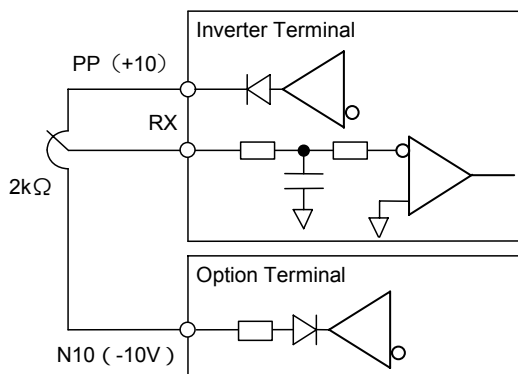 Inverter Terminal
PP（+10）
RX
2kΩ
Option Terminal
N10（-10V）